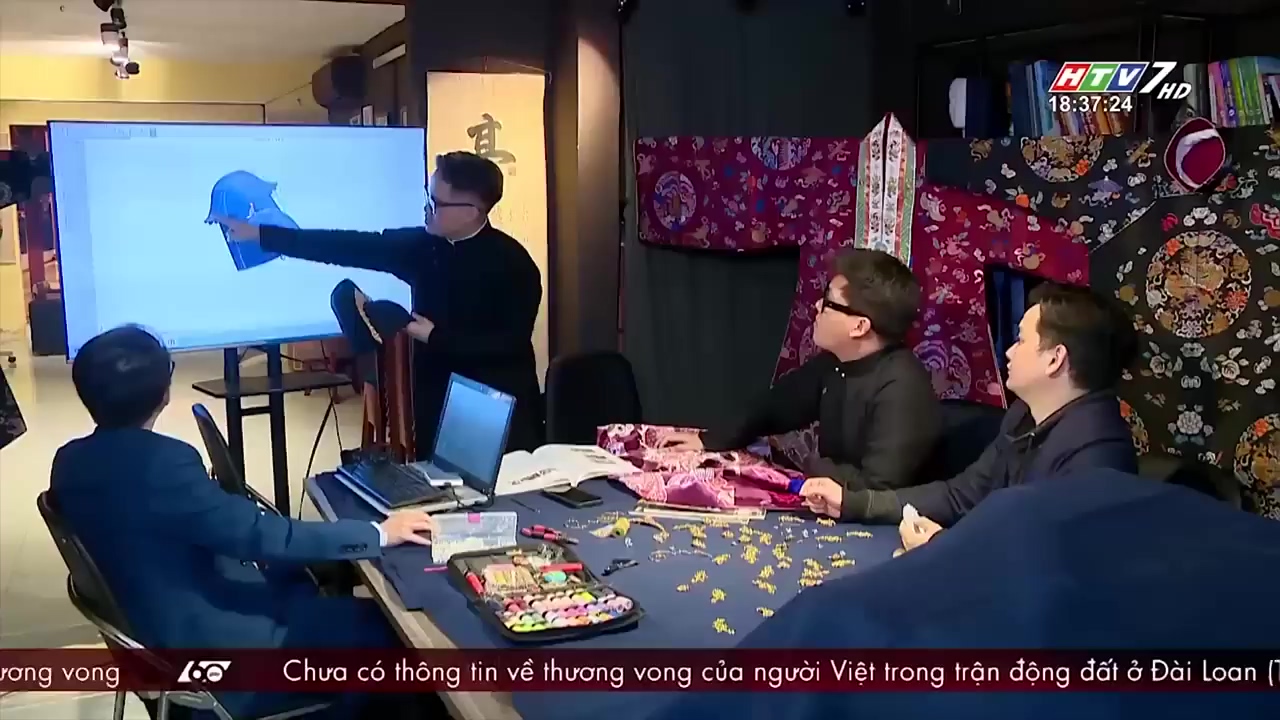 HTV7 HD
18:37:24
ương vong 60 Chưa có thông tin về thương vong của người Việt trong trận động đất ở Đài Loan (T